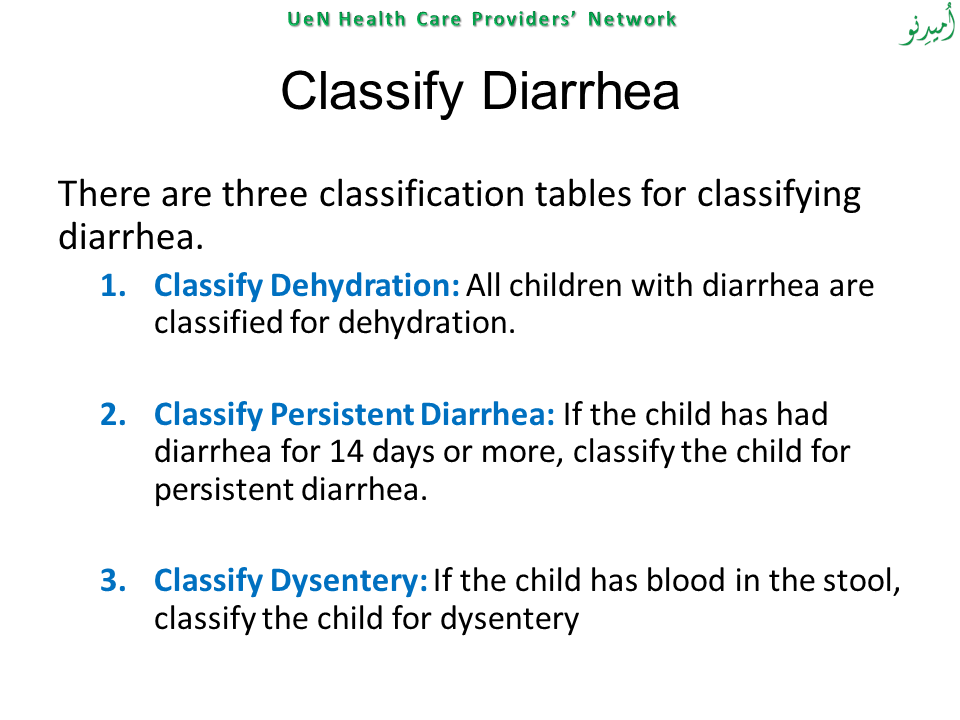 UeN Health Care Providers’ Network
اُمیدِنو
Classify Diarrhea
There are three classification tables for classifying
diarrhea.
1. Classify Dehydration: All children with diarrhea are
classified for dehydration.
2. Classify Persistent Diarrhea: If the child has had
diarrhea for 14 days or more, classify the child for
persistent diarrhea.
3. Classify Dysentery: If the child has blood in the stool,
classify the child for dysentery